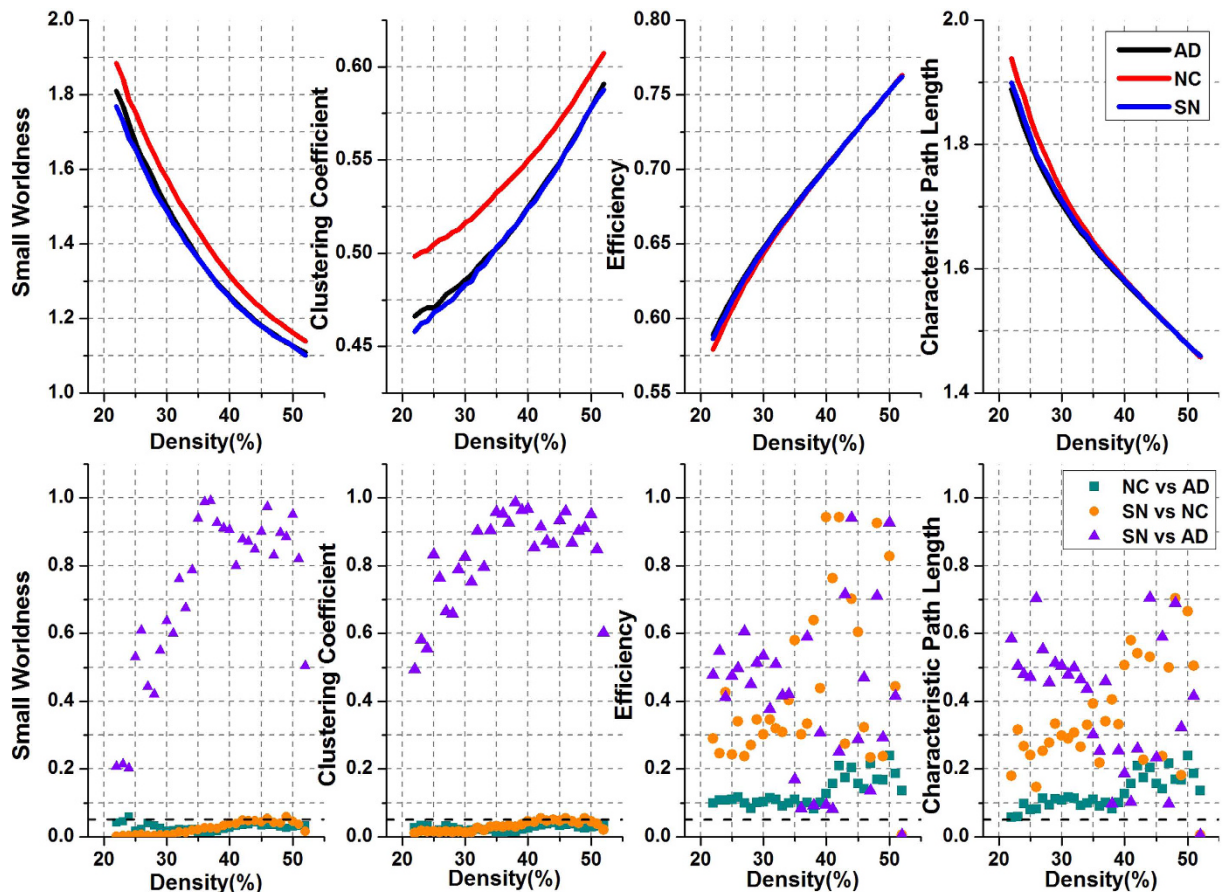 Small Worldness
2.0
1.8
1.6
1.4
1.2
1.0
20 30 40 50
Density(%)
Clustering Coefficient
0.60
0.55
0.50
0.45
20 30 40 50
Density(%)
Efficiency
0.80
0.75
0.70
0.65
0.60
0.55
20 30 40 50
Density(%)
Characteristic Path Length
2.0
1.8
1.6
1.4
20 30 40 50
Density(%)
AD
NC
SN
Small Worldness
1.0
0.8
0.6
0.4
0.2
0.0
20 30 40 50
Density(%)
Clustering Coefficient
1.0
0.8
0.6
0.4
0.2
0.0
20 30 40 50
Density(%)
Efficiency
1.0
0.8
0.6
0.4
0.2
0.0
20 30 40 50
Density(%)
Characteristic Path Length
1.0
0.8
0.6
0.4
0.2
0.0
20 30 40 50
Density(%)
NC vs AD
SN vs NC
SN vs AD